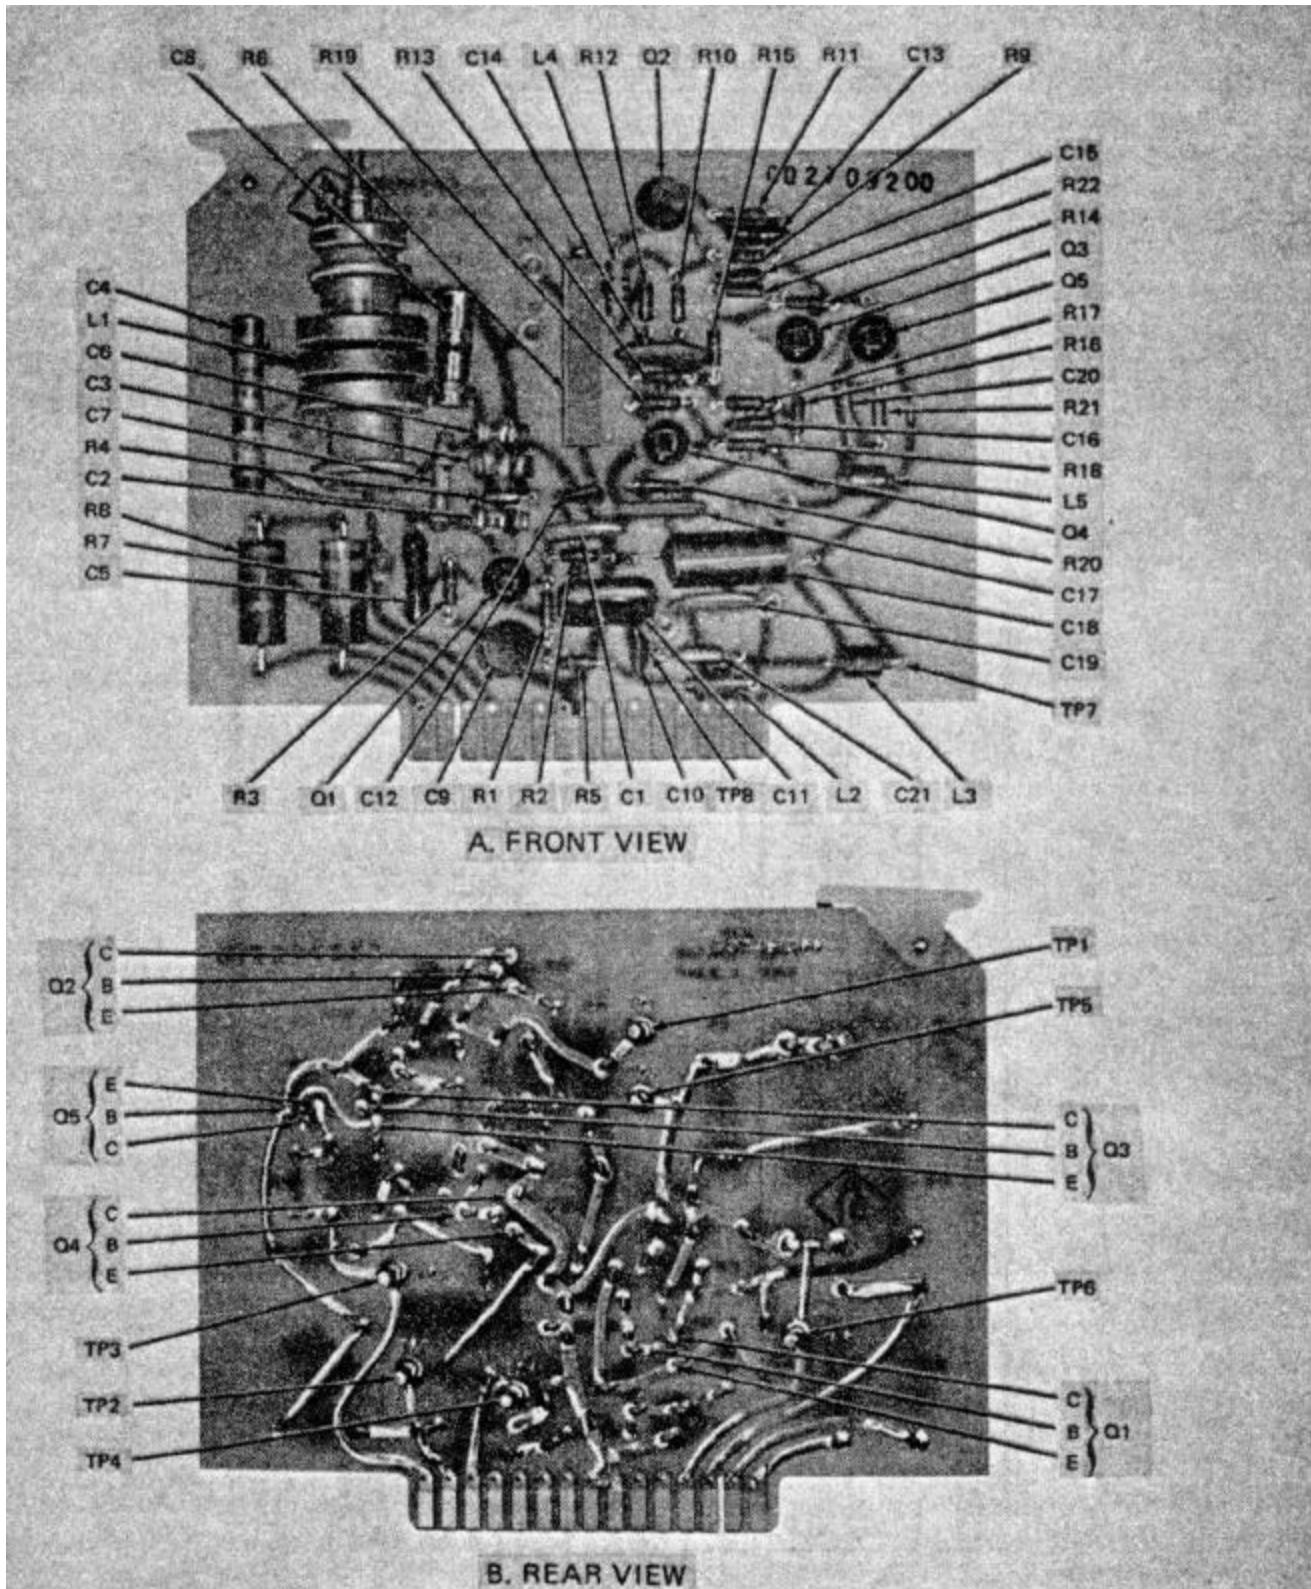 C8 R6 R19 R13 C14 L4 R12 Q2 R10 R15 R11 C13 R9
002709200
C15
R22
R14
Q3
Q5
R17
R16
C20
R21
C16
R18
L5
Q4
R20
C17
C18
C19
TP7
C4
L1
C6
C3
C7
R4
C2
R8
R7
C5
R3 Q1 C12 C9 R1 R2 R5 C1 C10 TP8 C11 L2 C21 L3
A. FRONT VIEW
Q2 { C
B
E
Q5 { E
B
C
Q4 { C
B
E
TP3
TP2
TP4
TP1
TP5
C
B } Q3
E
TP6
C
B } Q1
E
B. REAR VIEW